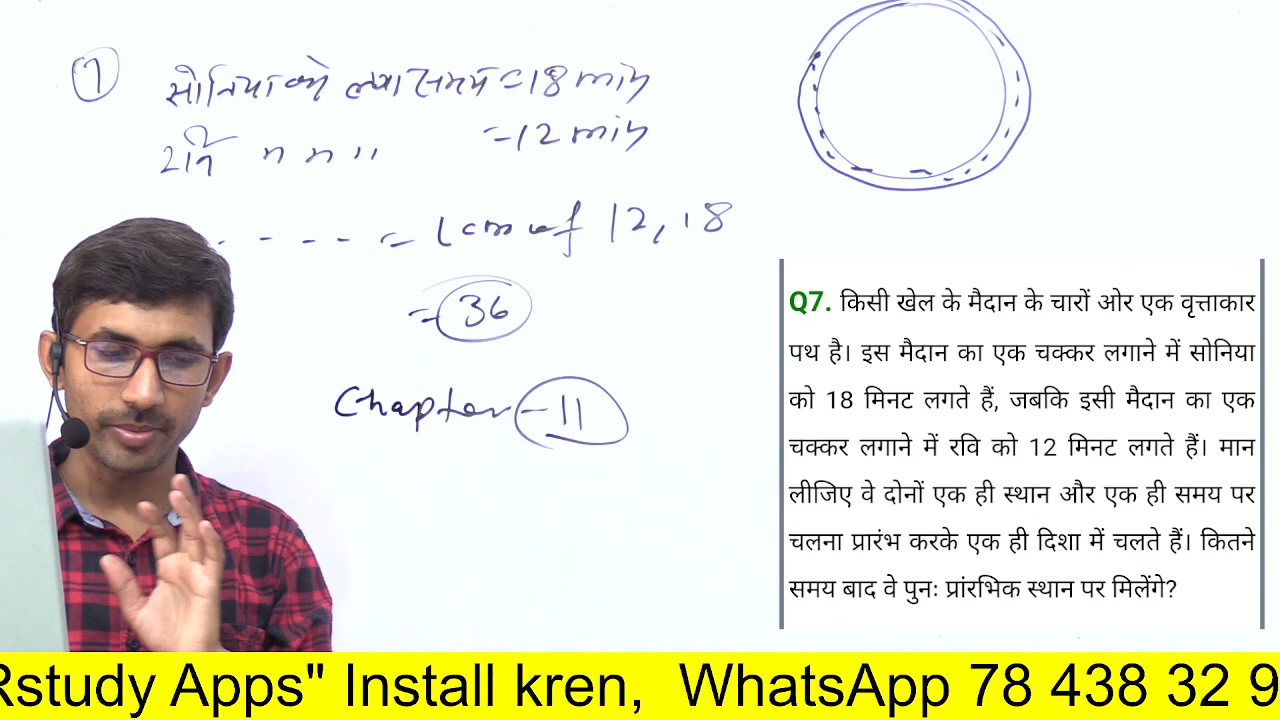 7 सोनिया को लगा समय = 18 min
रवि " " " = 12 min
- - - - = Lcm of 12, 18
= 36
Chapter - 11
Q7. किसी खेल के मैदान के चारों ओर एक वृत्ताकार
पथ है। इस मैदान का एक चक्कर लगाने में सोनिया
को 18 मिनट लगते हैं, जबकि इसी मैदान का एक
चक्कर लगाने में रवि को 12 मिनट लगते हैं। मान
लीजिए वे दोनों एक ही स्थान और एक ही समय पर
चलना प्रारंभ करके एक ही दिशा में चलते हैं। कितने
समय बाद वे पुनः प्रांरभिक स्थान पर मिलेंगे?
Rstudy Apps" Install kren, WhatsApp 78 438 32 9